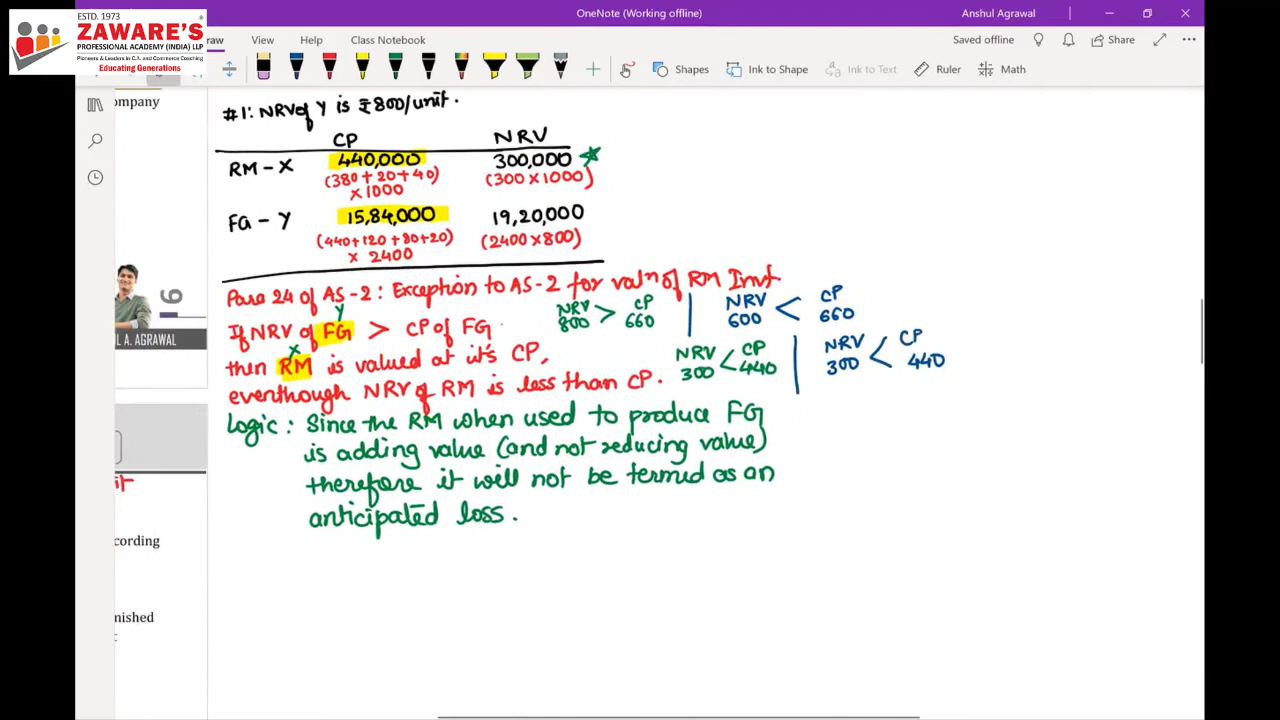 ESTD. 1973
ZAWARE'S
PROFESSIONAL ACADEMY (INDIA) LLP
Pioneers & Leaders in C.A. and Commerce Coaching
Educating Generations
OneNote (Working offline)
Anshul Agrawal
raw View Help Class Notebook
Saved offline Share
Shapes Ink to Shape Ink to Text Ruler Math
ompany
#1: NRV of Y is ₹800/unit.
CP NRV
RM - X 440,000 300,000
(380+20+40) (300 x 1000)
x 1000
FG - Y 15,84,000 19,20,000
(440+120+80+20) (2400 x 800)
x 2400
Para 24 of AS-2: Exception to AS-2 for valn of RM Invt.
Y NRV > CP NRV < CP
800 660 600 660
If NRV of FG > CP of FG
X
then RM is valued at it's CP, NRV < CP NRV < CP
300 440 300 440
eventhough NRV of RM is less than CP.
Logic: Since the RM when used to produce FG
is adding value (and not reducing value)
therefore it will not be termed as an
anticipated loss.
6
L A. AGRAWAL
cording
nished